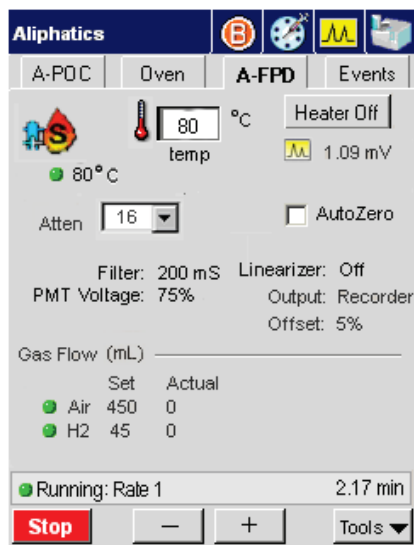 Aliphatics B
A-POC Oven A-FPD Events
S 80 °C Heater Off
temp 1.09 mV
80°C
Atten 16 AutoZero
Filter: 200 mS Linearizer: Off
PMT Voltage: 75% Output: Recorder
Offset: 5%
Gas Flow (mL)
Set Actual
Air 450 0
H2 45 0
Running: Rate 1 2.17 min
Stop − + Tools